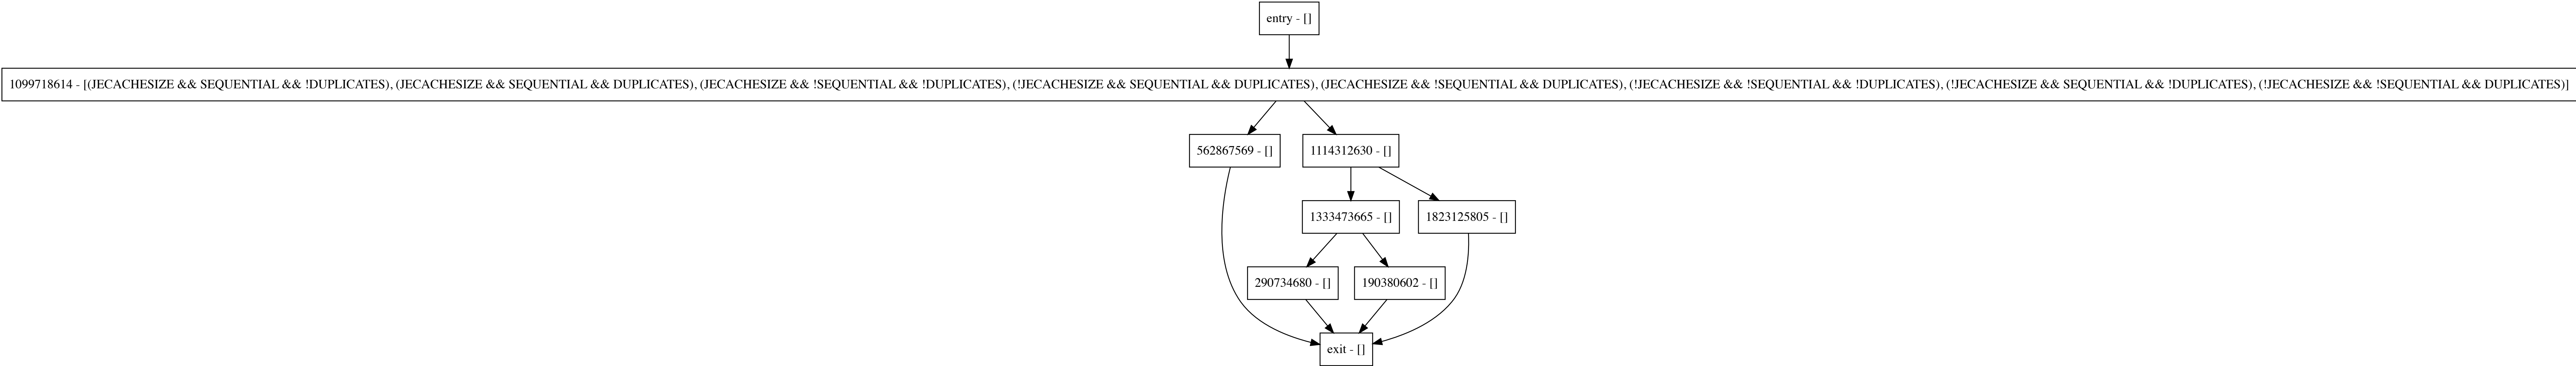 entry - []
1099718614 - [(JECACHESIZE && SEQUENTIAL && !DUPLICATES), (JECACHESIZE && SEQUENTIAL && DUPLICATES), (JECACHESIZE && !SEQUENTIAL && !DUPLICATES), (!JECACHESIZE && SEQUENTIAL && DUPLICATES), (JECACHESIZE && !SEQUENTIAL && DUPLICATES), (!JECACHESIZE && !SEQUENTIAL && !DUPLICATES), (!JECACHESIZE && SEQUENTIAL && !DUPLICATES), (!JECACHESIZE && !SEQUENTIAL && DUPLICATES)]
562867569 - []
1114312630 - []
1333473665 - []
1823125805 - []
290734680 - []
190380602 - []
exit - []